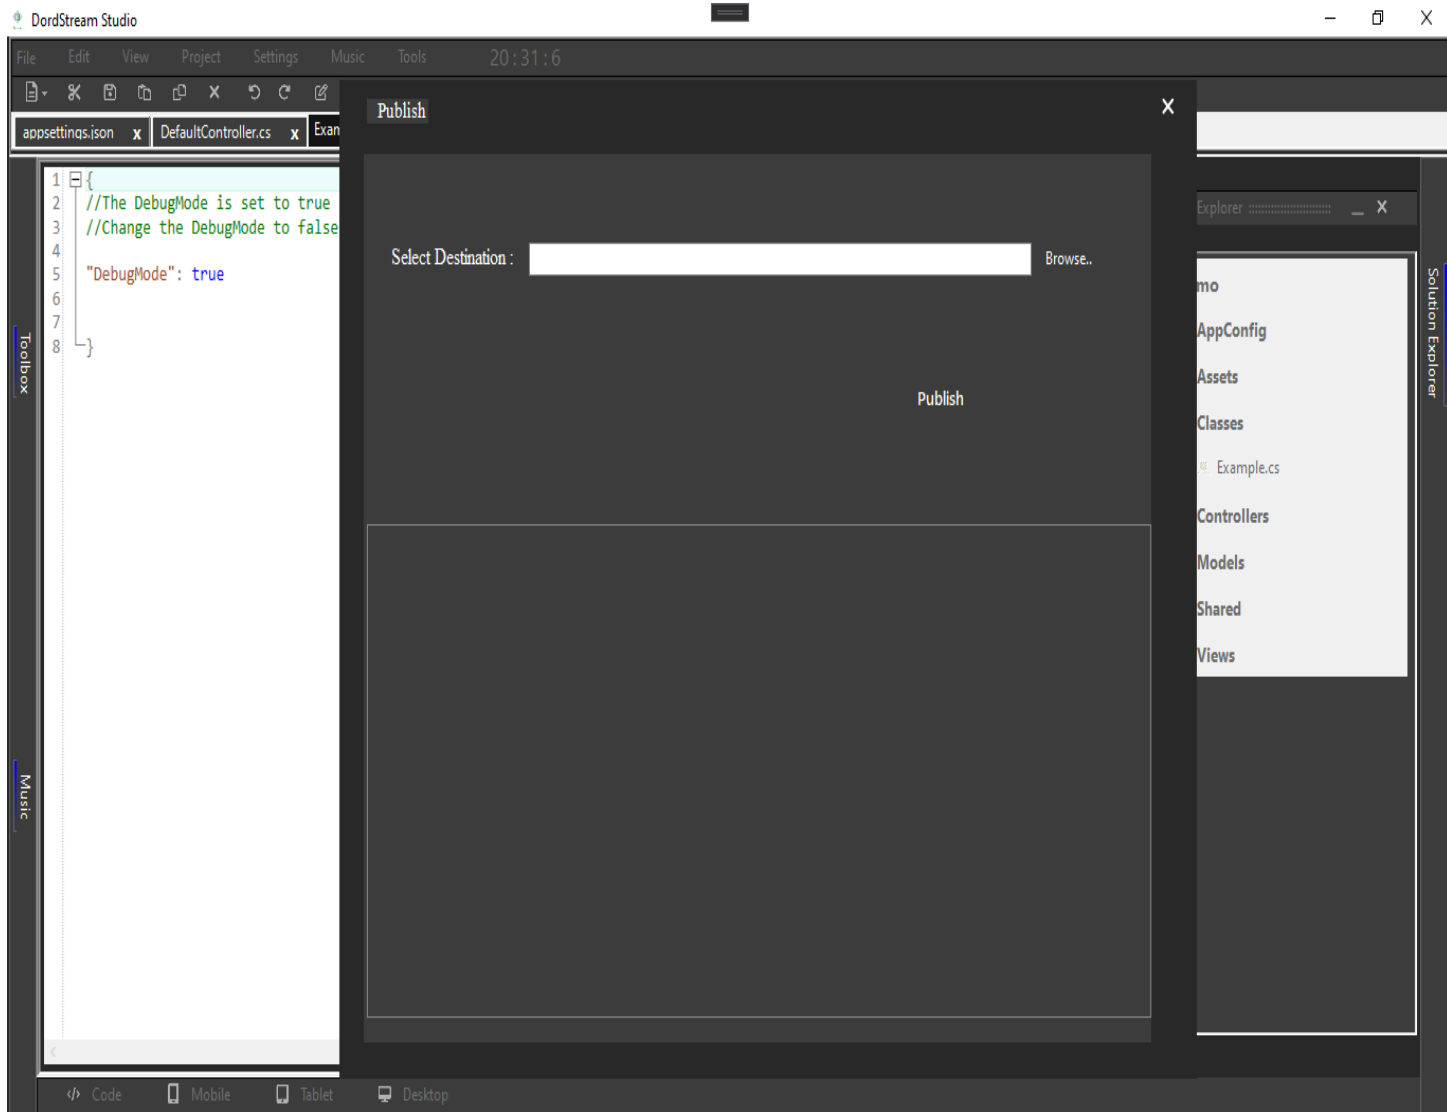 DordStream Studio
File Edit View Project Settings Music Tools 20:31:6
appsettings.json x DefaultController.cs x Exam
Publish X
1 {
2 //The DebugMode is set to true
3 //Change the DebugMode to false
4
5 "DebugMode": true
6
7
8 }
Select Destination : Browse..
Publish
Explorer
mo
AppConfig
Assets
Classes
Example.cs
Controllers
Models
Shared
Views
Toolbox
Music
Solution Explorer
Code Mobile Tablet Desktop